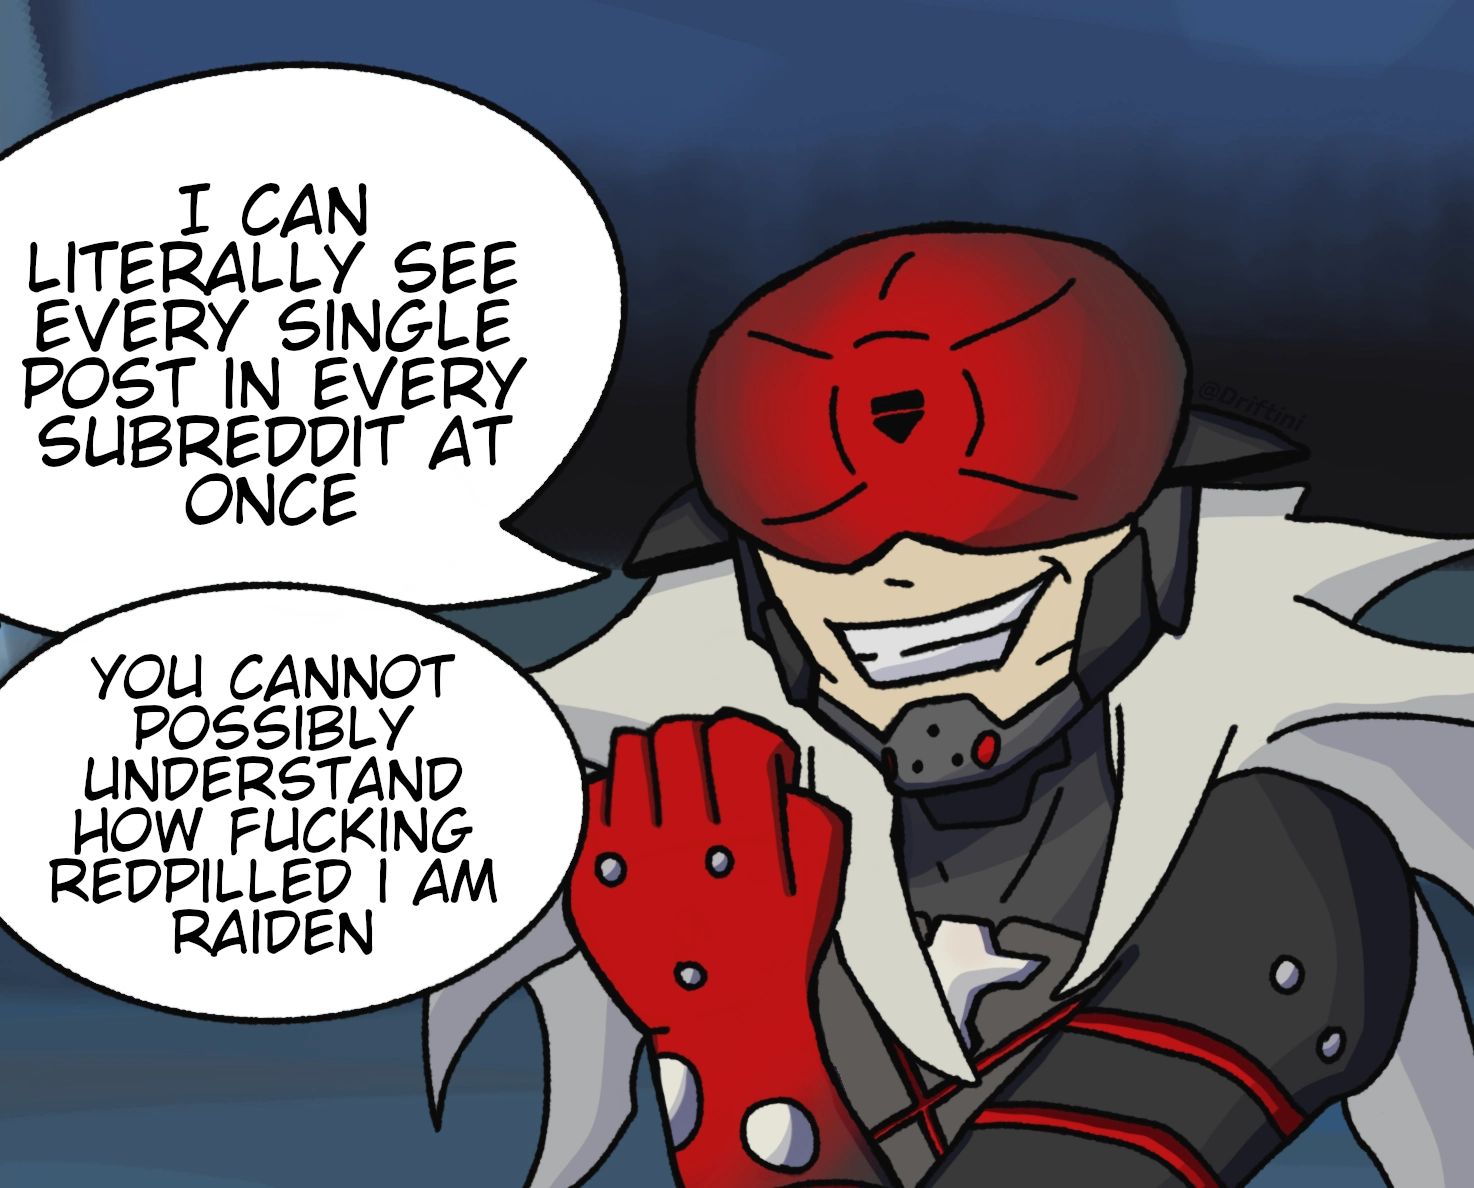 I CAN
LITERALLY SEE
EVERY SINGLE
POST IN EVERY
SUBREDDIT AT
ONCE
YOU CANNOT
POSSIBLY
UNDERSTAND
HOW FUCKING
REDPILLED I AM
RAIDEN
@Driftini